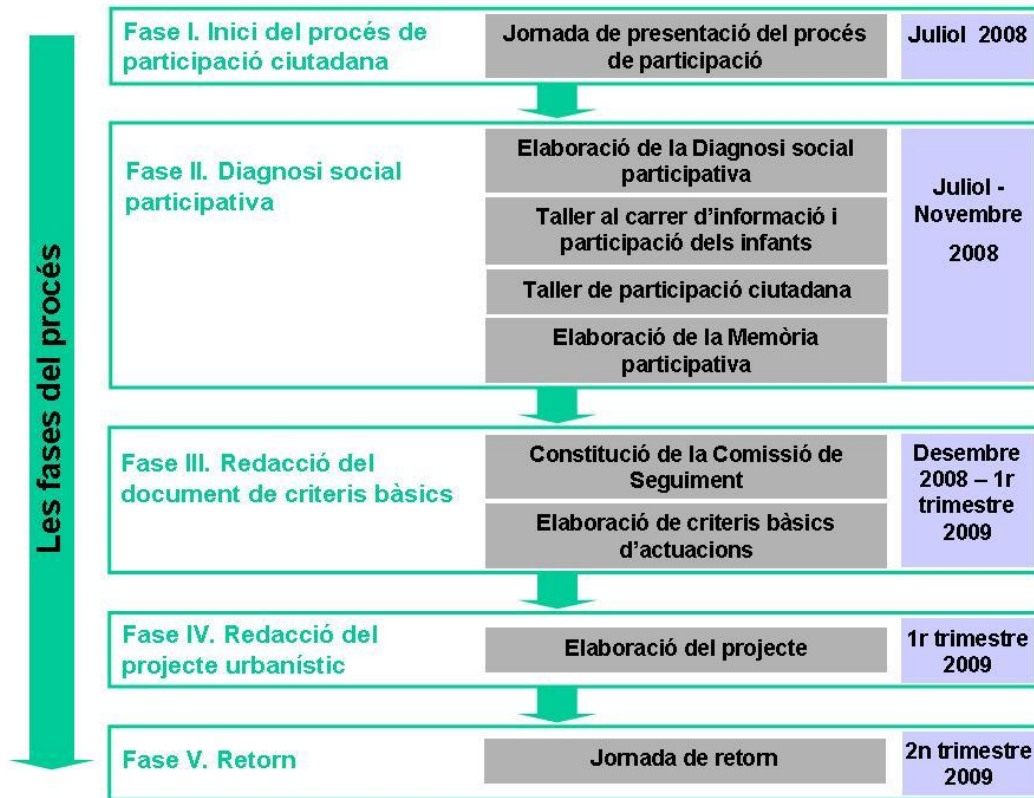 Les fases del procés
Fase I. Inici del procés de
participació ciutadana
Jornada de presentació del procés
de participació
Juliol 2008
Fase II. Diagnosi social
participativa
Elaboració de la Diagnosi social
participativa
Taller al carrer d'informació i
participació dels infants
Taller de participació ciutadana
Elaboració de la Memòria
participativa
Juliol -
Novembre
2008
Fase III. Redacció del
document de criteris bàsics
Constitució de la Comissió de
Seguiment
Elaboració de criteris bàsics
d'actuacions
Desembre
2008 – 1r
trimestre
2009
Fase IV. Redacció del
projecte urbanístic
Elaboració del projecte
1r trimestre
2009
Fase V. Retorn
Jornada de retorn
2n trimestre
2009